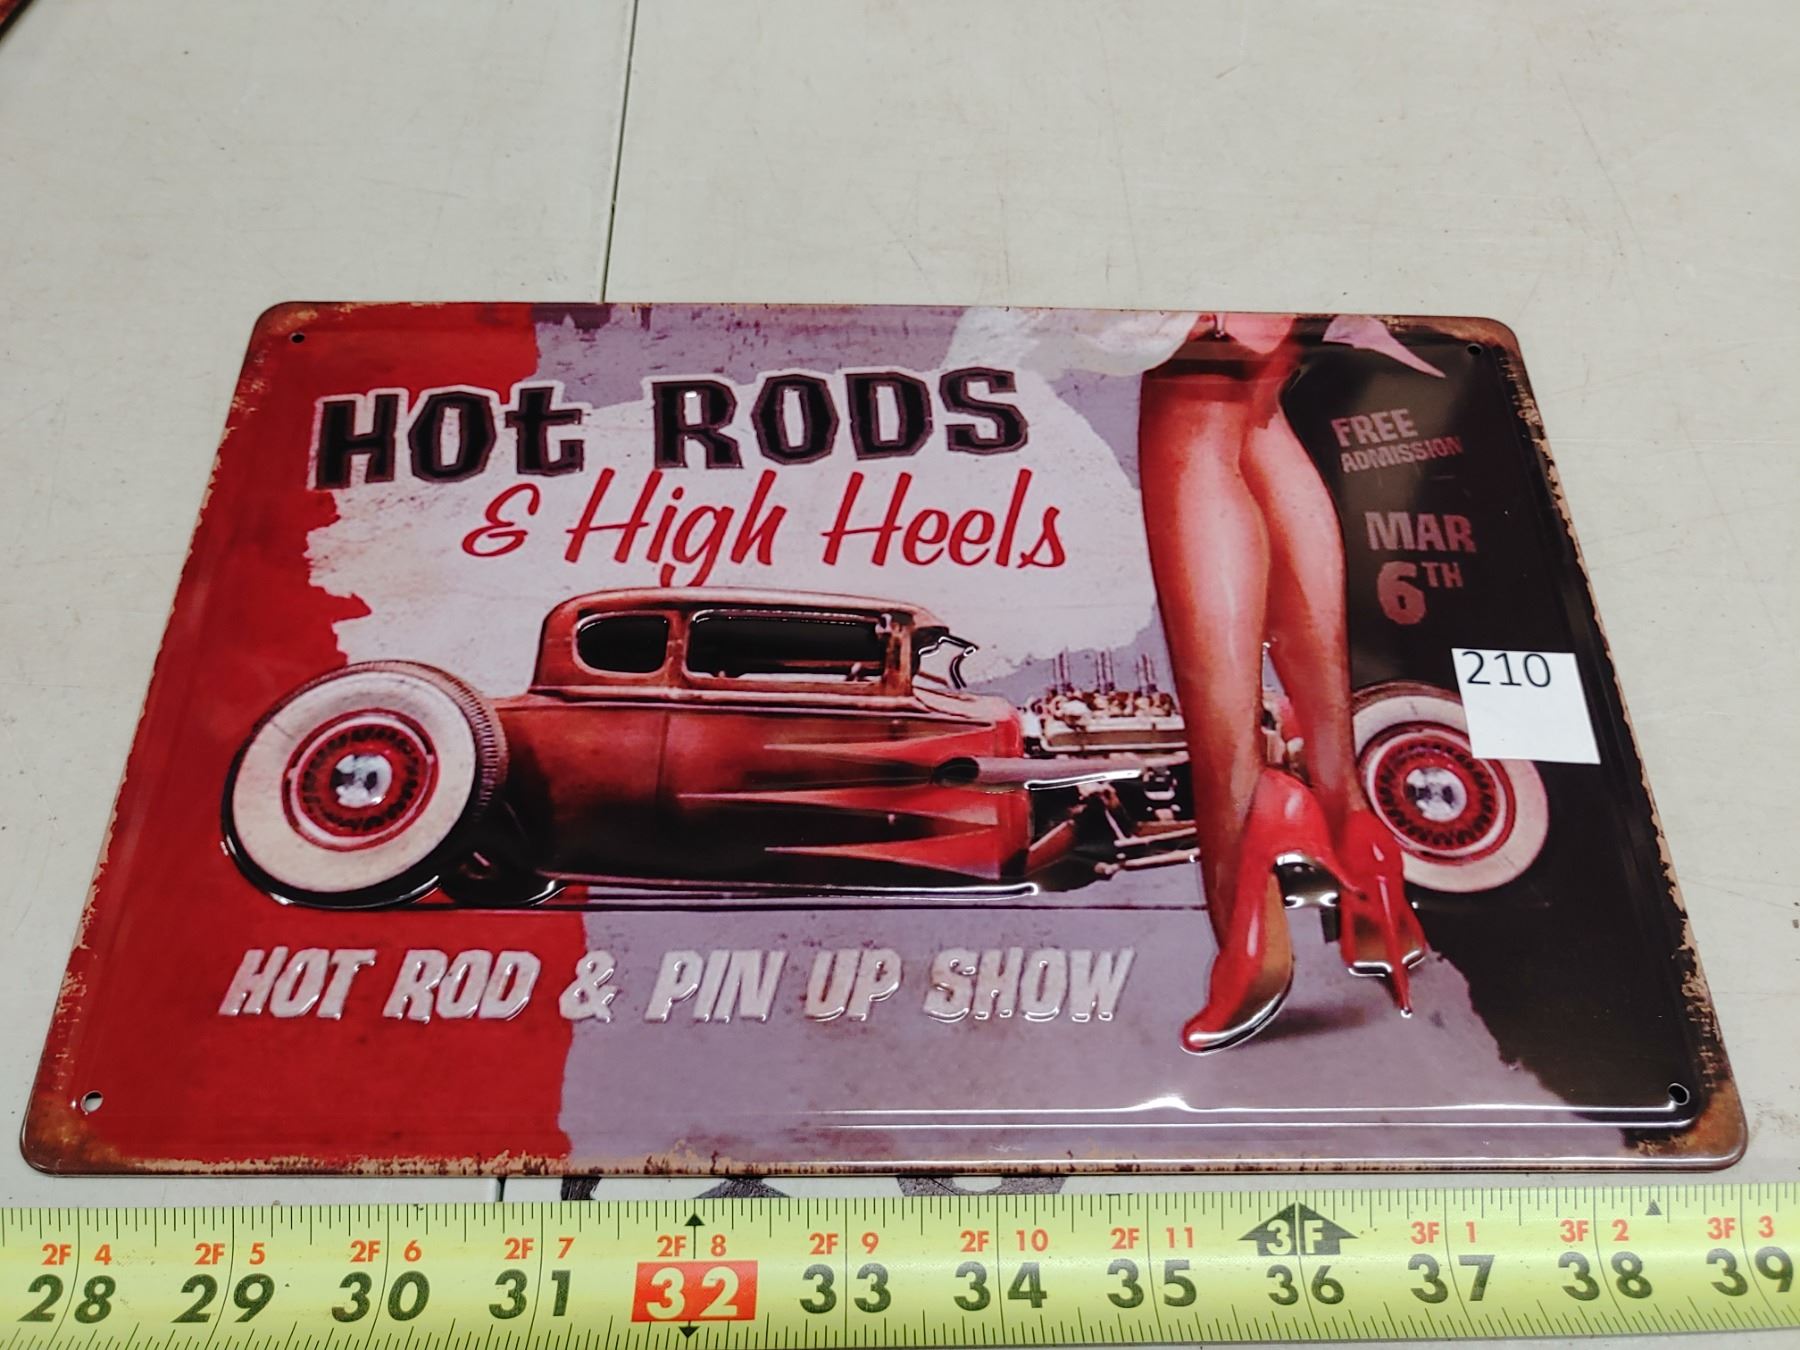 HOt RODS
& High Heels
FREE
ADMISSION
MAR
6TH
210
HOT ROD & PIN UP SHOW
2F 4 2F 5 2F 6 2F 7 2F 8 2F 9 2F 10 2F 11 3F 3F 1 3F 2 3F 3
28 29 30 31 32 33 34 35 36 37 38 39